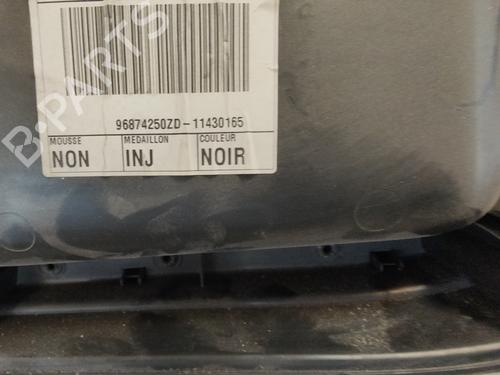 B-PARTS
96874250ZD-11430165
MOUSSE MEDAILLON COULEUR
NON INJ NOIR